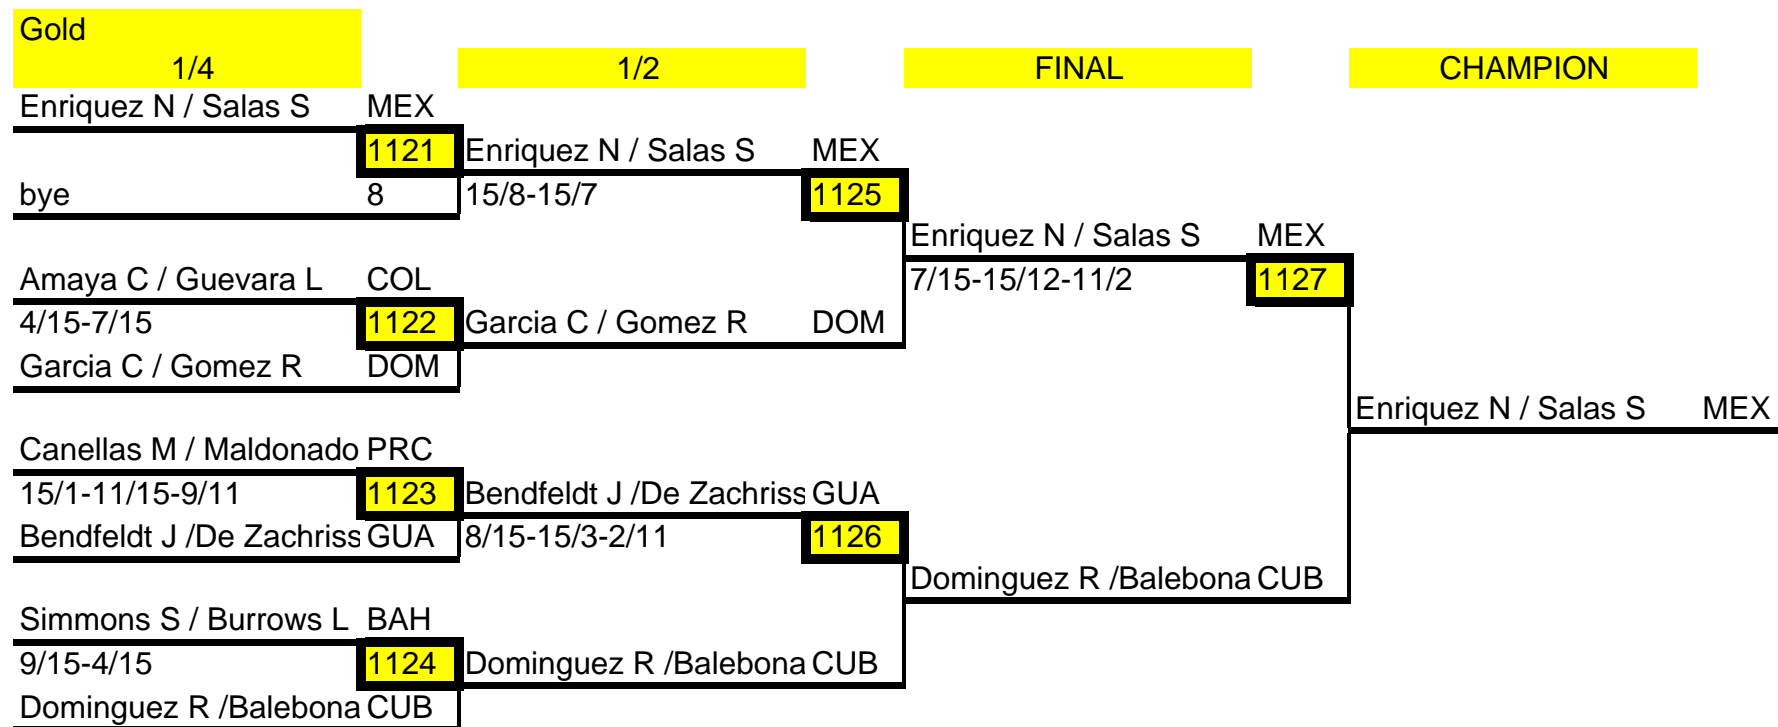 Gold
1/4 1/2 FINAL CHAMPION
Enriquez N / Salas S MEX
1121 Enriquez N / Salas S MEX
bye 8 15/8-15/7 1125
Enriquez N / Salas S MEX
Amaya C / Guevara L COL 7/15-15/12-11/2 1127
4/15-7/15 1122 Garcia C / Gomez R DOM
Garcia C / Gomez R DOM
Enriquez N / Salas S MEX
Canellas M / Maldonado PRC
15/1-11/15-9/11 1123 Bendfeldt J /De Zachriss GUA
Bendfeldt J /De Zachriss GUA 8/15-15/3-2/11 1126
Dominguez R /Balebona CUB
Simmons S / Burrows L BAH
9/15-4/15 1124 Dominguez R /Balebona CUB
Dominguez R /Balebona CUB